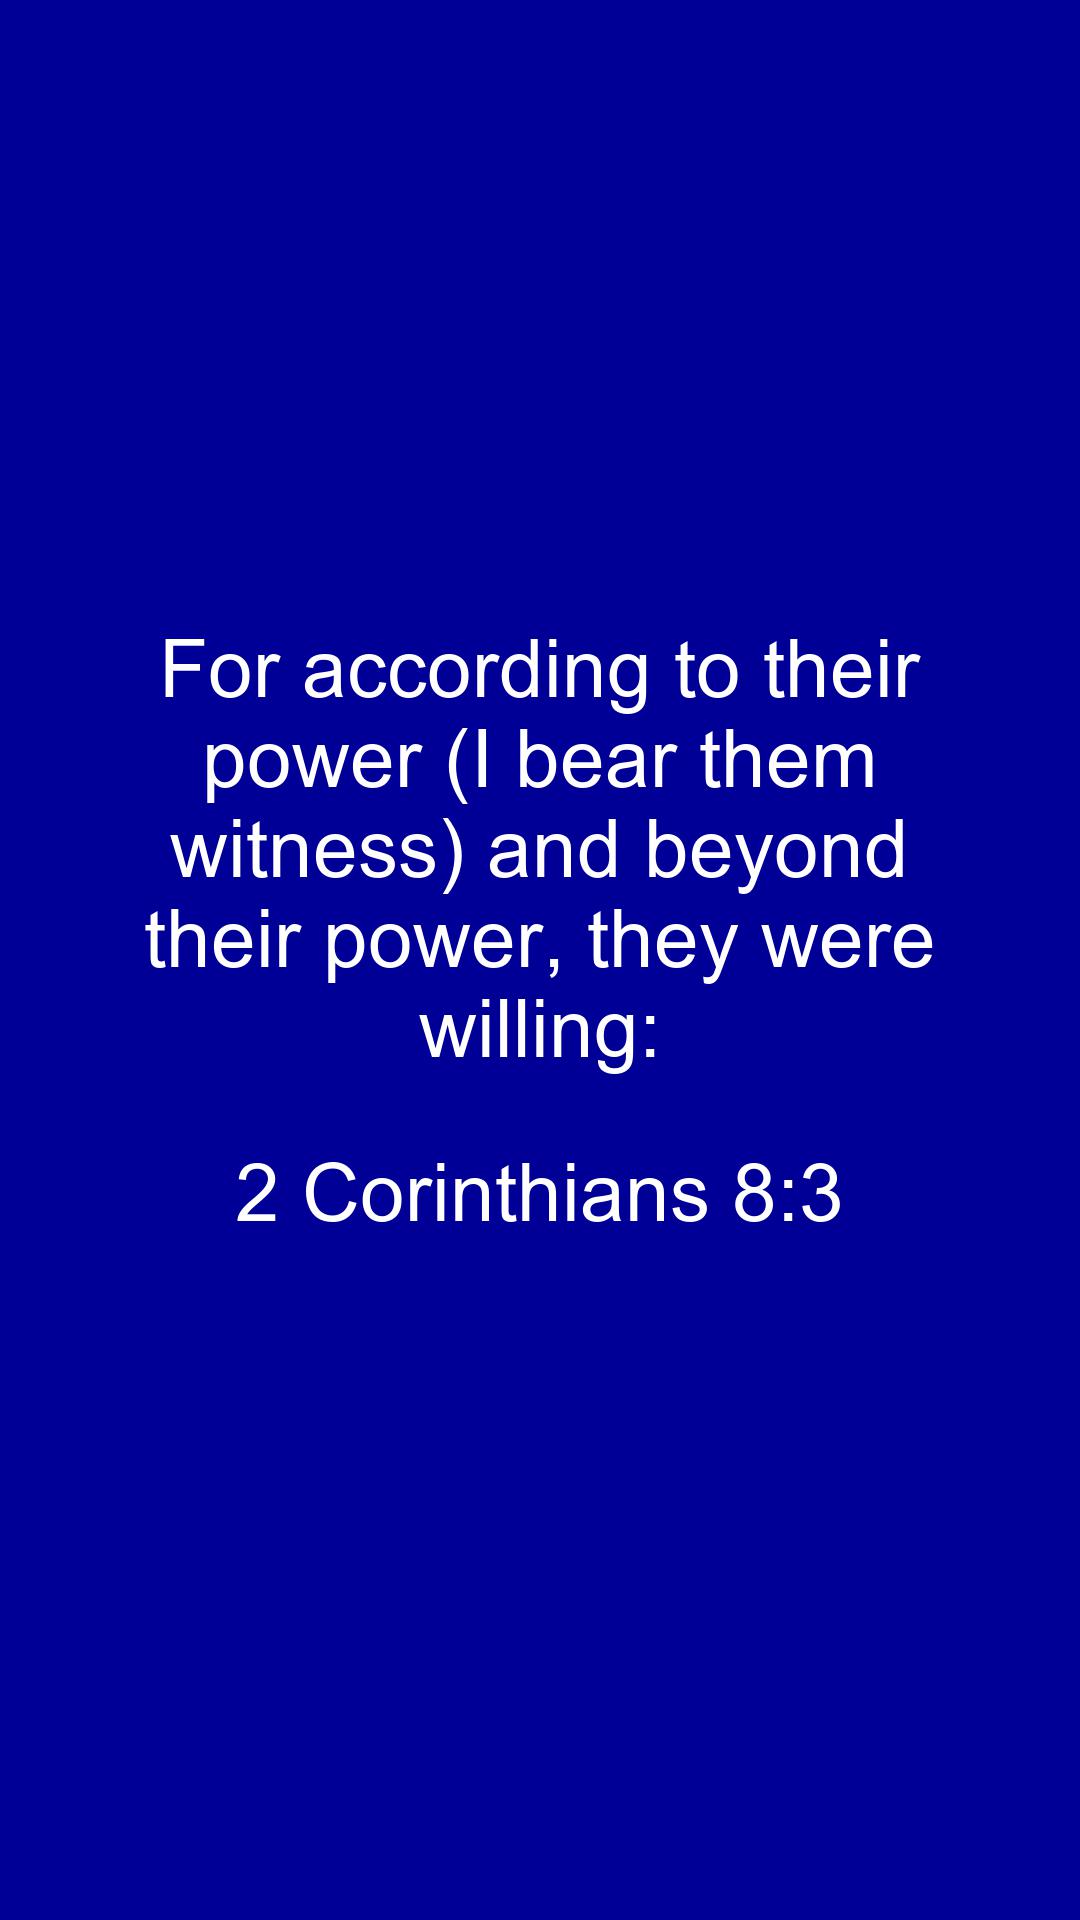 For according to their
power (I bear them
witness) and beyond
their power, they were
willing:
2 Corinthians 8:3